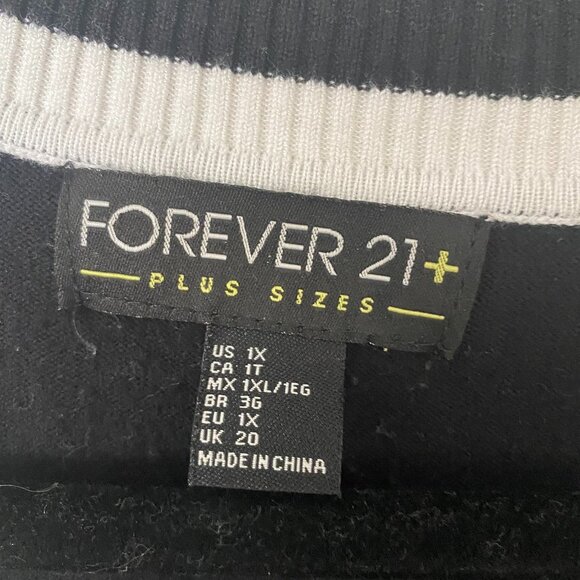 FOREVER 21+
PLUS SIZES
US 1X
CA 1T
MX 1XL/1EG
BR 3G
EU 1X
UK 20
MADE IN CHINA